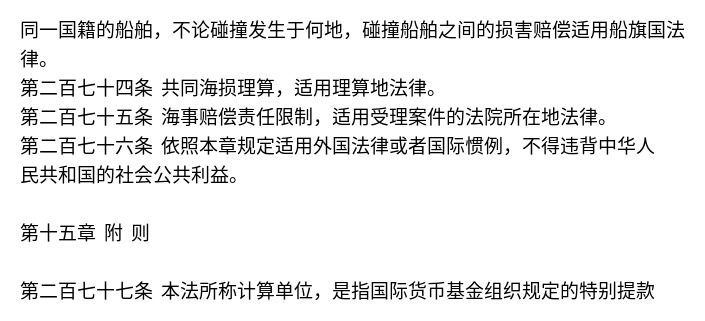 同一国籍的船舶，不论碰撞发生于何地，碰撞船舶之间的损害赔偿适用船旗国法
律。
第二百七十四条 共同海损理算，适用理算地法律。
第二百七十五条 海事赔偿责任限制，适用受理案件的法院所在地法律。
第二百七十六条 依照本章规定适用外国法律或者国际惯例，不得违背中华人
民共和国的社会公共利益。
第十五章 附 则
第二百七十七条 本法所称计算单位，是指国际货币基金组织规定的特别提款